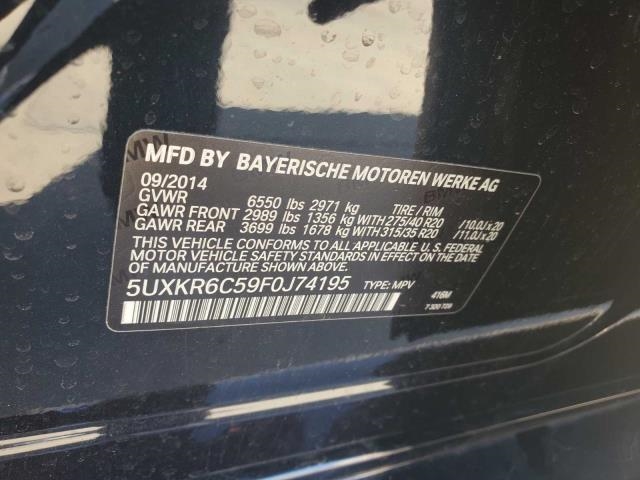 MFD BY BAYERISCHE MOTOREN WERKE AG
09/2014
GVWR 6550 lbs 2971 kg TIRE / RIM
GAWR FRONT 2989 lbs 1356 kg WITH 275/40 R20 /10.0J x 20
GAWR REAR 3699 lbs 1678 kg WITH 315/35 R20 /11.0J x 20
THIS VEHICLE CONFORMS TO ALL APPLICABLE, U. S. FEDERAL
MOTOR VEHICLE SAFETY STANDARDS IN EFFECT ON THE DATE
OF MANUFACTURE SHOWN ABOVE.
5UXKR6C59F0J74195 TYPE: MPV 416M